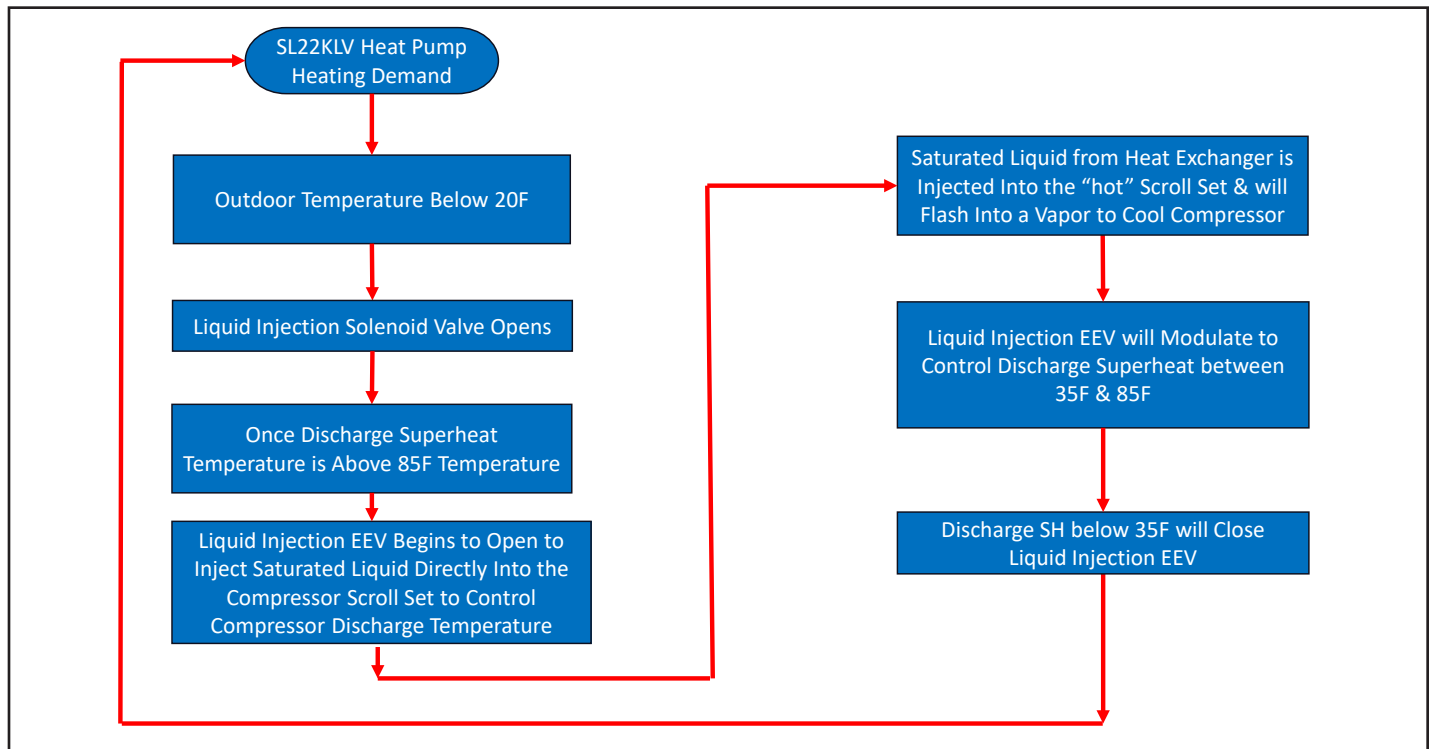 SL22KLV Heat Pump
Heating Demand
Outdoor Temperature Below 20F
Liquid Injection Solenoid Valve Opens
Once Discharge Superheat
Temperature is Above 85F Temperature
Liquid Injection EEV Begins to Open to
Inject Saturated Liquid Directly Into the
Compressor Scroll Set to Control
Compressor Discharge Temperature
Saturated Liquid from Heat Exchanger is
Injected Into the “hot” Scroll Set & will
Flash Into a Vapor to Cool Compressor
Liquid Injection EEV will Modulate to
Control Discharge Superheat between
35F & 85F
Discharge SH below 35F will Close
Liquid Injection EEV